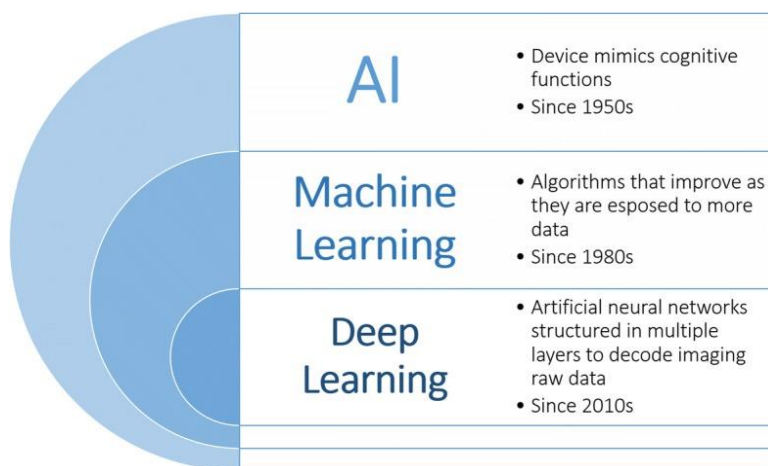 AI
• Device mimics cognitive
functions
• Since 1950s
Machine
Learning
• Algorithms that improve as
they are esposed to more
data
• Since 1980s
Deep
Learning
• Artificial neural networks
structured in multiple
layers to decode imaging
raw data
• Since 2010s